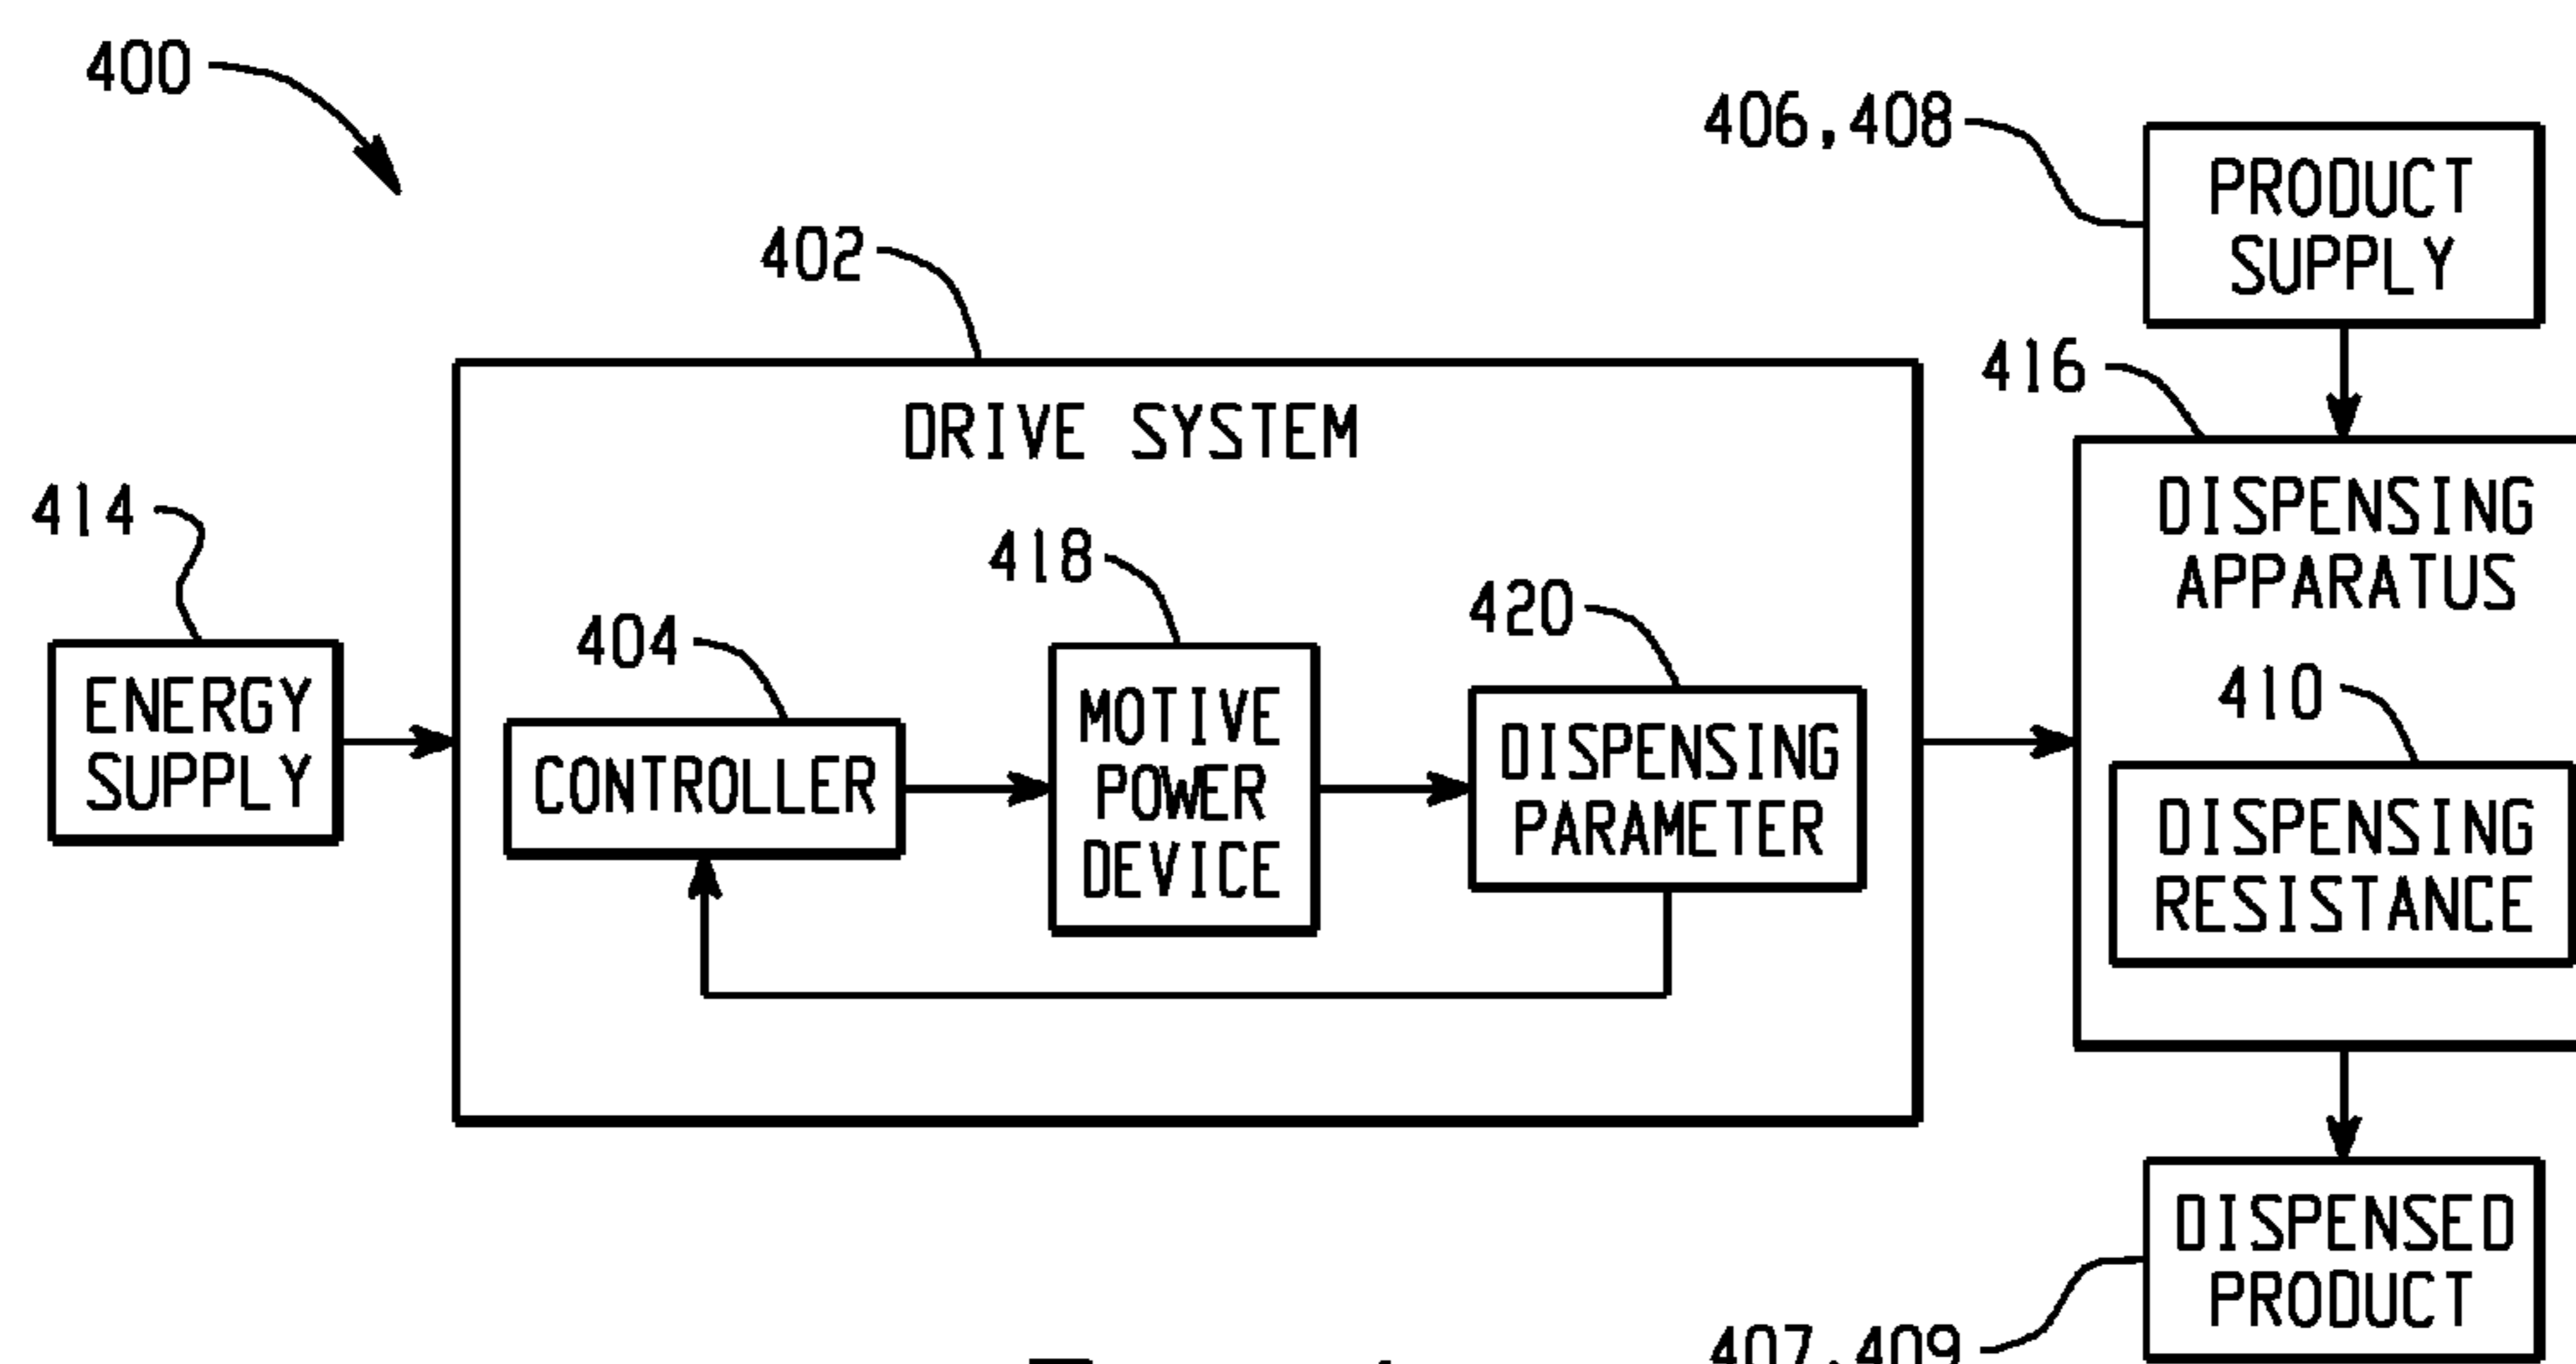 400
406,408
PRODUCT
SUPPLY
402
416
DRIVE SYSTEM
DISPENSING
APPARATUS
414
418
420
404
410
ENERGY
SUPPLY
CONTROLLER
MOTIVE
POWER
DEVICE
DISPENSING
PARAMETER
DISPENSING
RESISTANCE
DISPENSED
PRODUCT
407,409